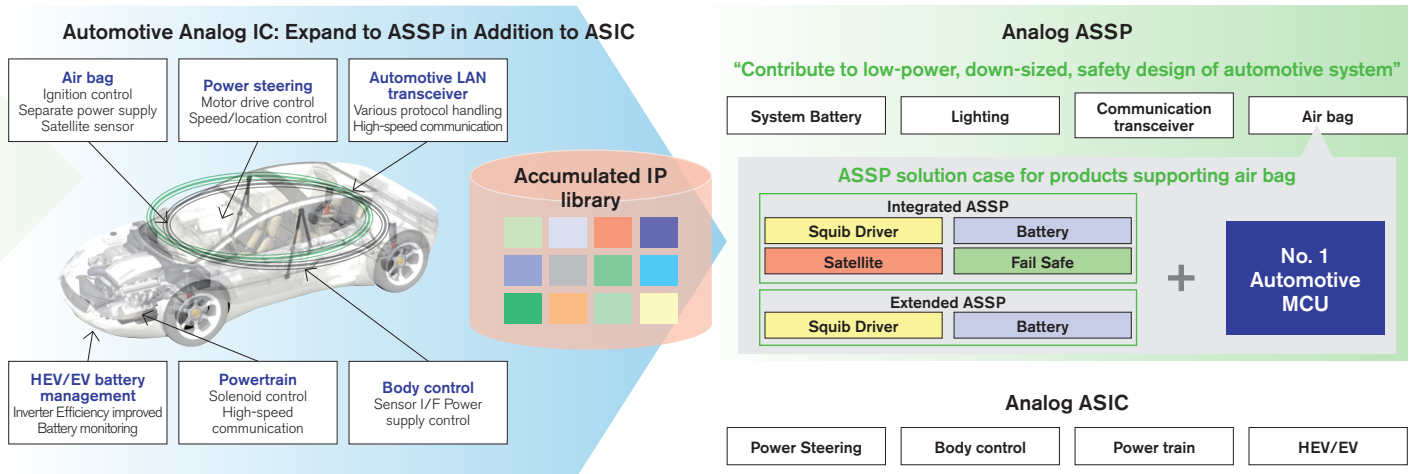 Automotive Analog IC: Expand to ASSP in Addition to ASIC
Air bag
Ignition control
Separate power supply
Satellite sensor
Power steering
Motor drive control
Speed/location control
Automotive LAN
transceiver
Various protocol handling
High-speed communication
Accumulated IP
library
HEV/EV battery
management
Inverter Efficiency improved
Battery monitoring
Powertrain
Solenoid control
High-speed
communication
Body control
Sensor I/F Power
supply control
Analog ASSP
“Contribute to low-power, down-sized, safety design of automotive system”
System Battery
Lighting
Communication
transceiver
Air bag
ASSP solution case for products supporting air bag
Integrated ASSP
Squib Driver
Battery
Satellite
Fail Safe
Extended ASSP
Squib Driver
Battery
+
No. 1
Automotive
MCU
Analog ASIC
Power Steering
Body control
Power train
HEV/EV